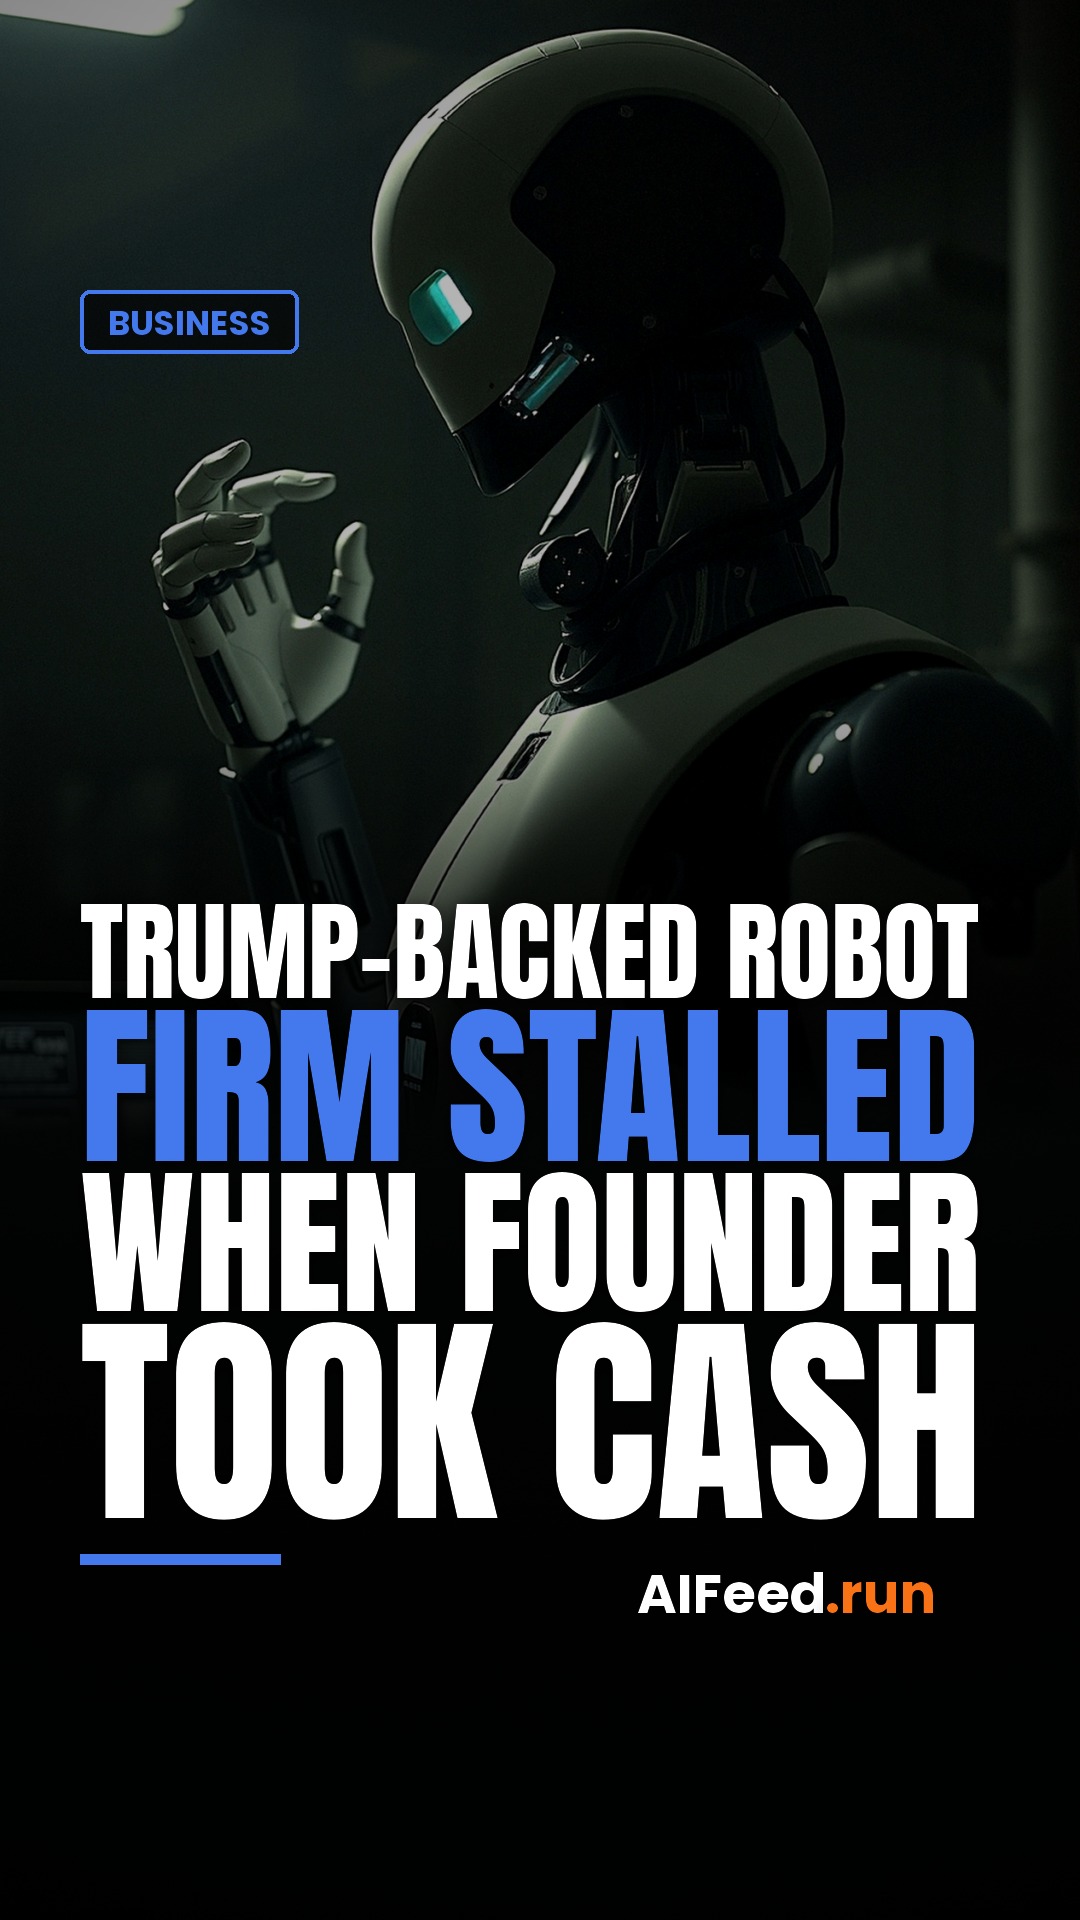 BUSINESS
TRUMP-BACKED ROBOT
FIRM STALLED
WHEN FOUNDER
TOOK CASH
AIFeed.run